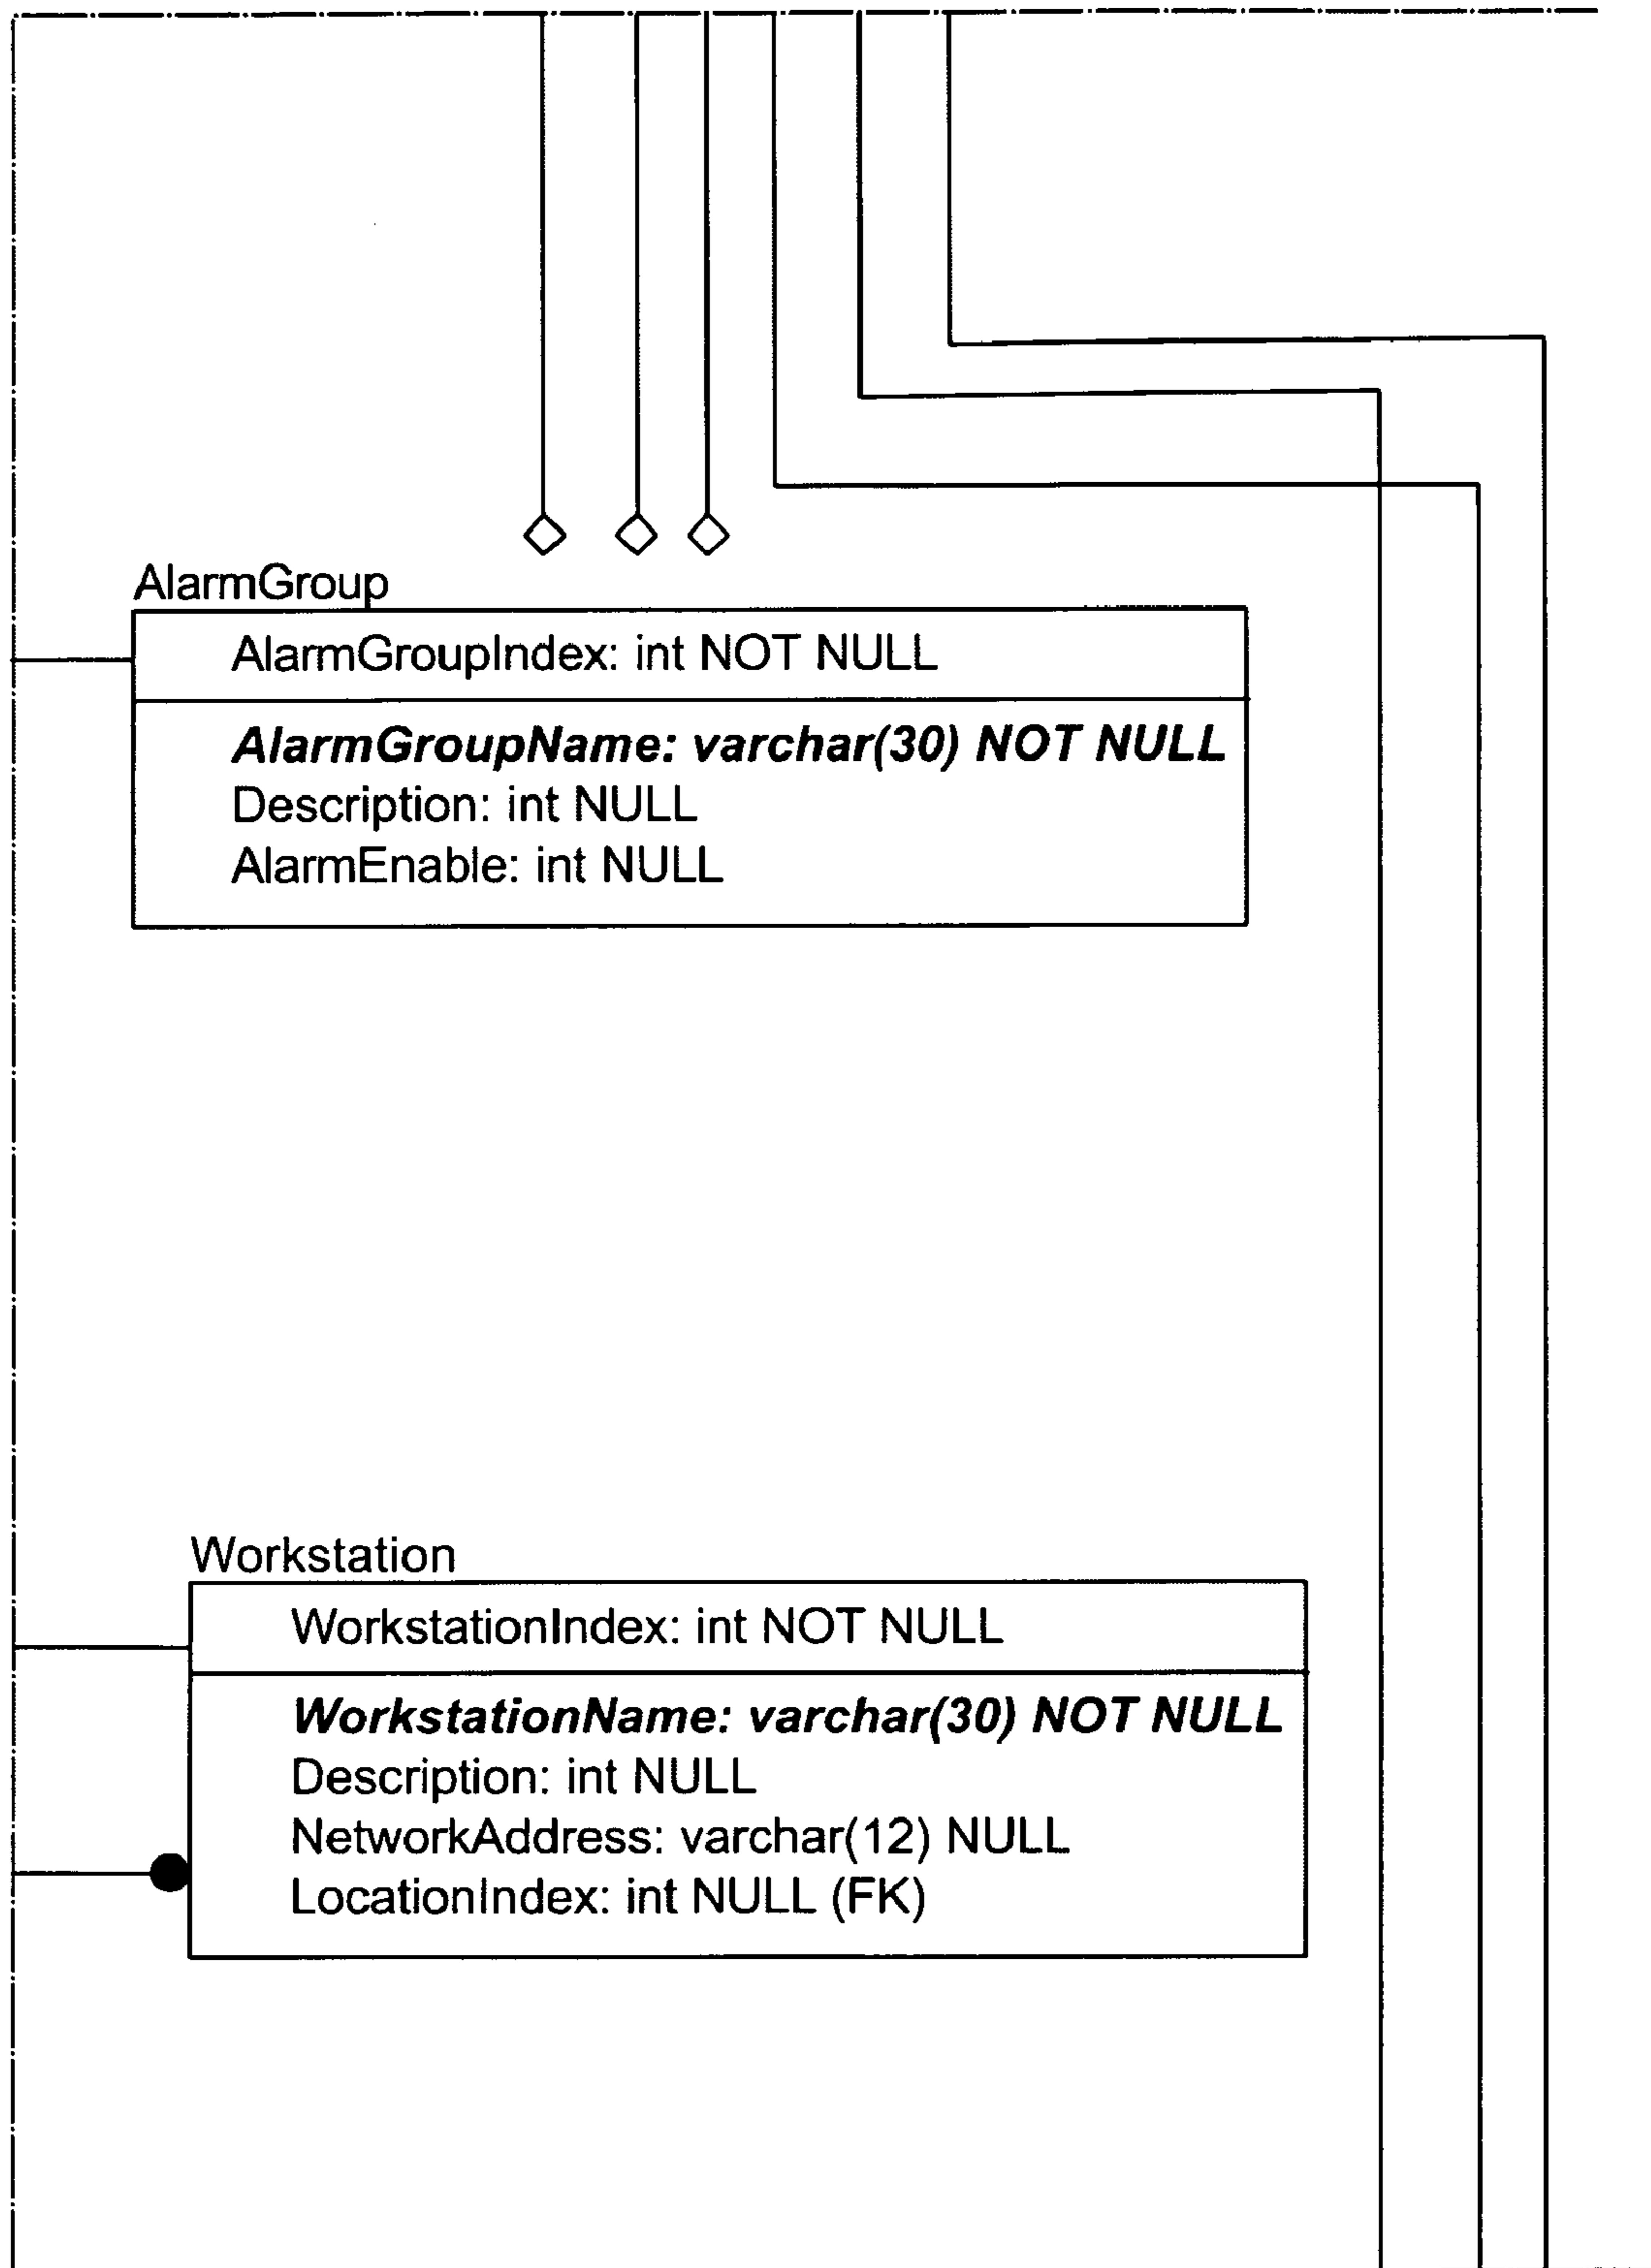 AlarmGroup
AlarmGroupIndex: int NOT NULL
AlarmGroupName: varchar(30) NOT NULL
Description: int NULL
AlarmEnable: int NULL
Workstation
WorkstationIndex: int NOT NULL
WorkstationName: varchar(30) NOT NULL
Description: int NULL
NetworkAddress: varchar(12) NULL
LocationIndex: int NULL (FK)